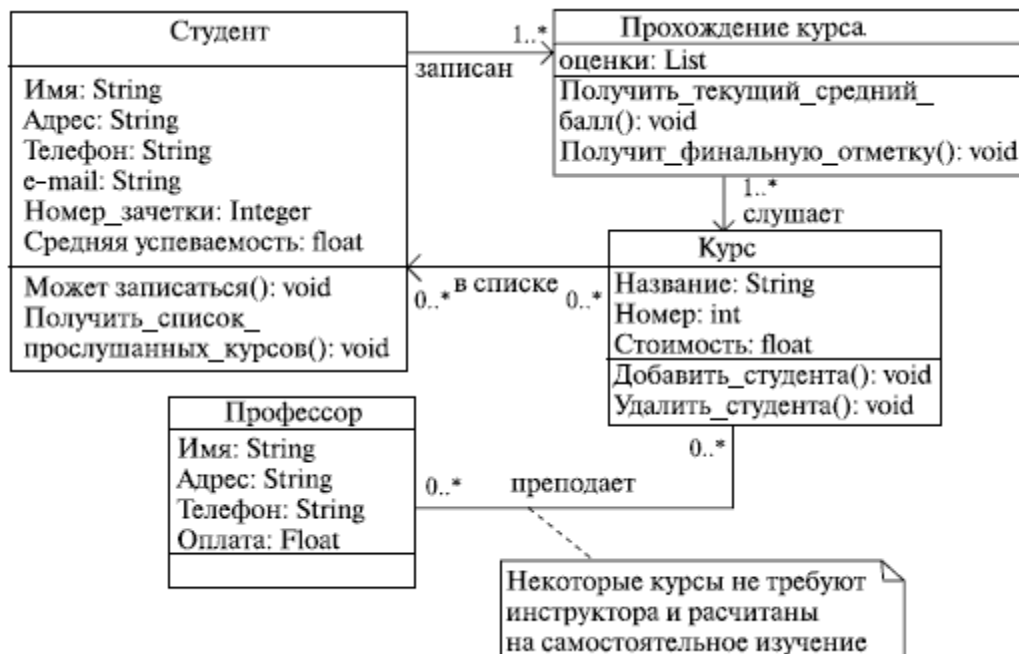 Студент
Имя: String
Адрес: String
Телефон: String
e-mail: String
Номер_зачетки: Integer
Средняя успеваемость: float
Может записаться(): void
Получить_список_
прослушанных_курсов(): void
1..*
записан
Прохождение курса
оценки: List
Получить_текущий_средний_
балл(): void
Получит_финальную_отметку(): void
1..*
слушает
Курс
Название: String
Номер: int
Стоимость: float
Добавить_студента(): void
Удалить_студента(): void
0..* в списке 0..*
Профессор
Имя: String
Адрес: String
Телефон: String
Оплата: Float
0..*
0..* преподает
Некоторые курсы не требуют
инструктора и расчитаны
на самостоятельное изучение